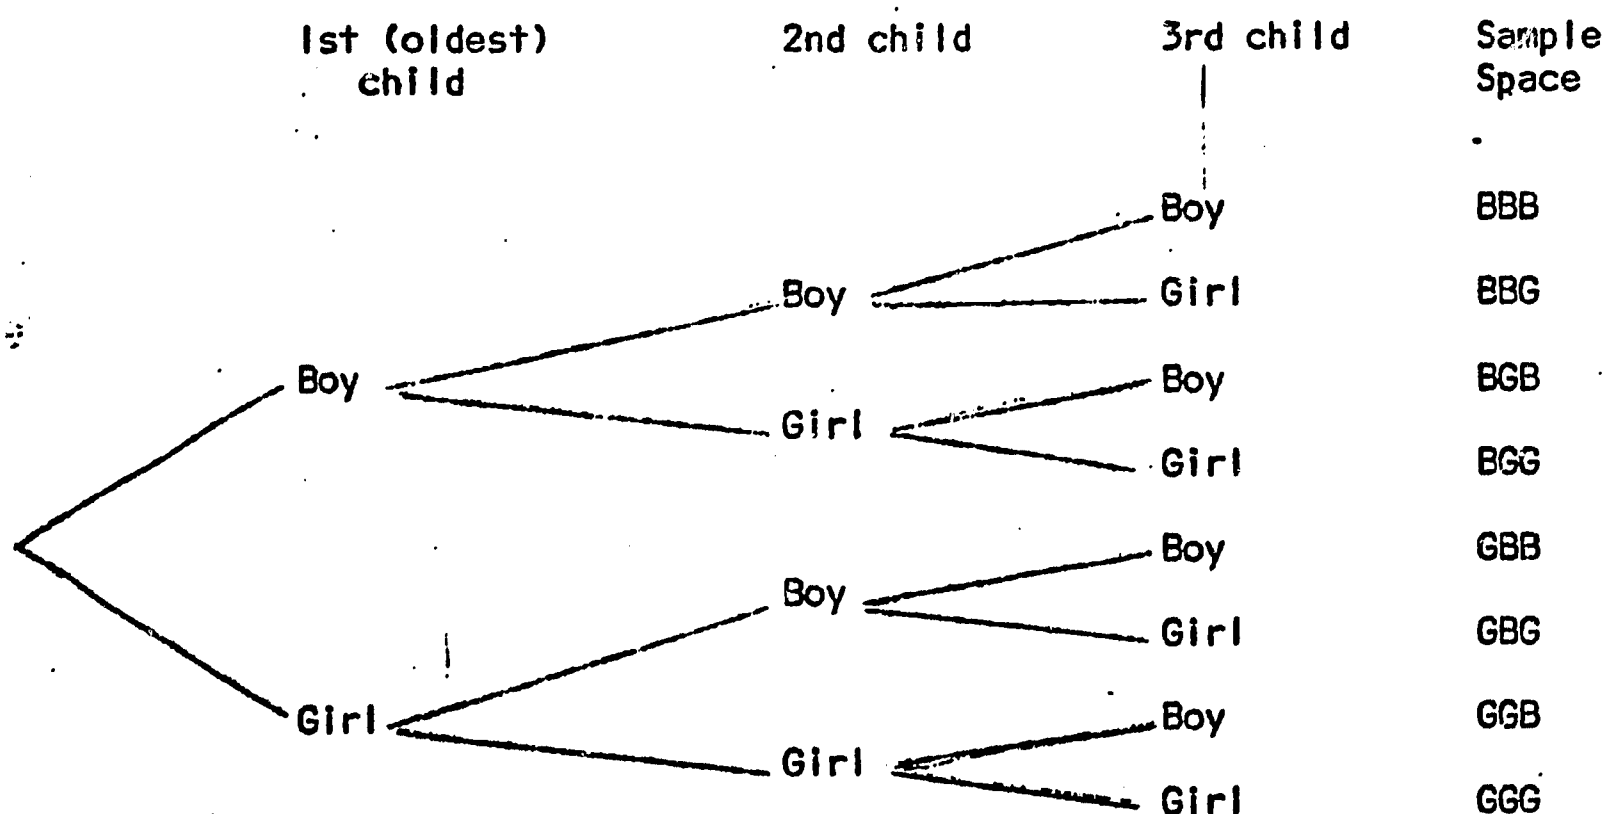 1st (oldest) 2nd child 3rd child Sample
child Space
Boy BBB
Boy Girl BBG
Boy Boy BGB
Girl Girl BGG
Boy GBB
Boy Girl GBG
Girl Boy GGB
Girl Girl GGG